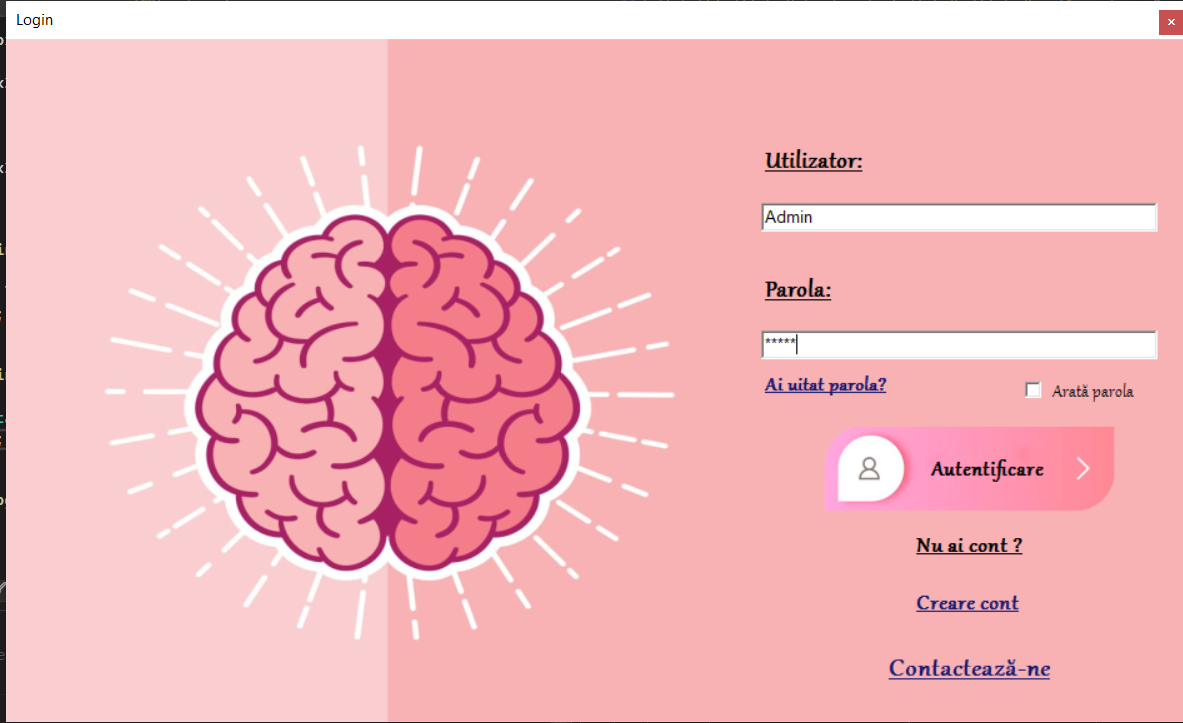 Login
Utilizator:
Admin
Parola:
*****
Ai uitat parola?
Arată parola
Autentificare
Nu ai cont ?
Creare cont
Contactează-ne